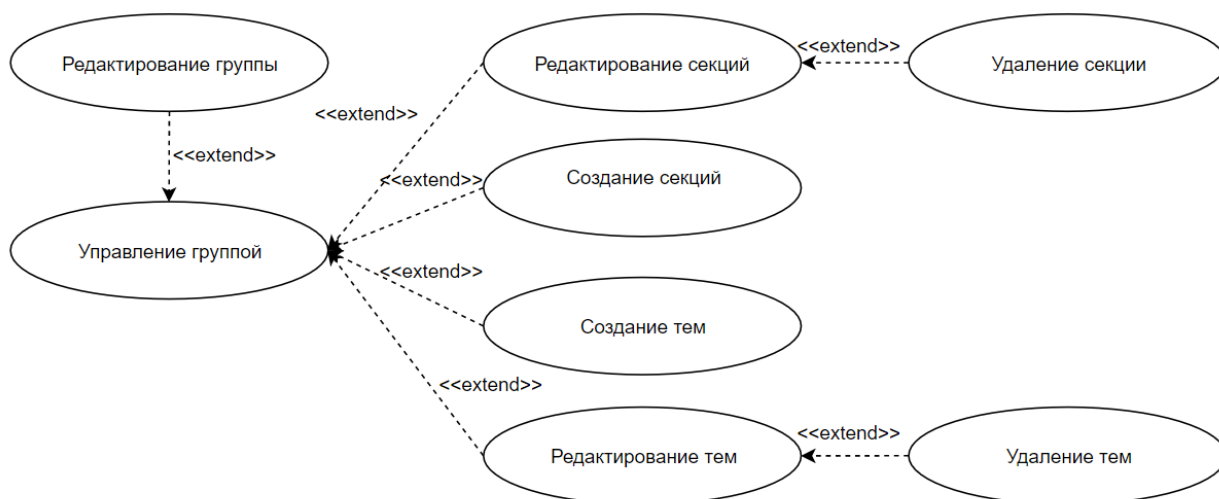 Редактирование группы
<<extend>>
Управление группой
<<extend>>
Редактирование секций
<<extend>>
Удаление секции
<<extend>>
Создание секций
<<extend>>
Создание тем
<<extend>>
Редактирование тем
<<extend>>
Удаление тем